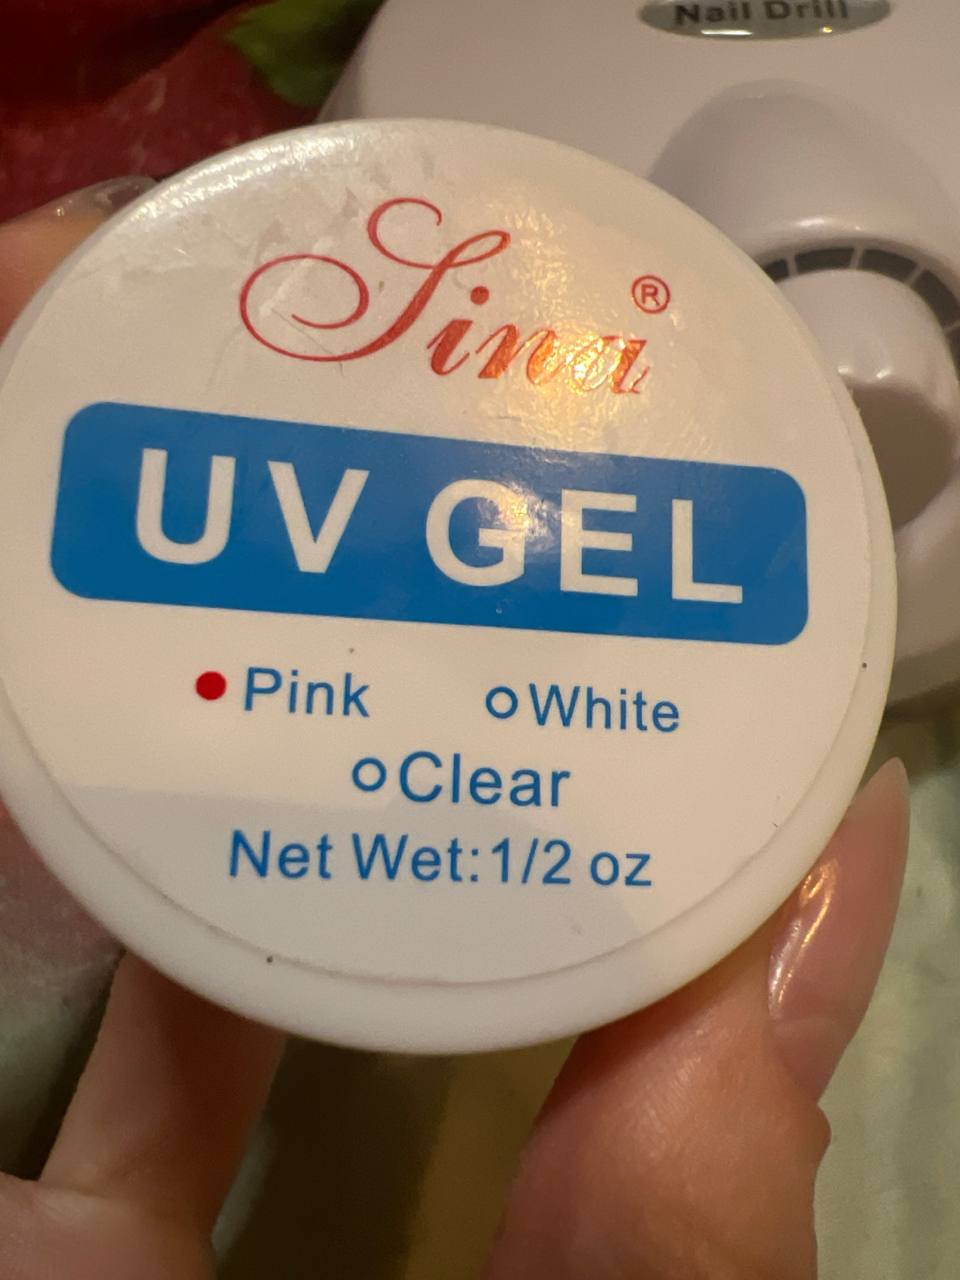 Nail Drill
Sina®
UV GEL
Pink White
Clear
Net Wet:1/2 oz